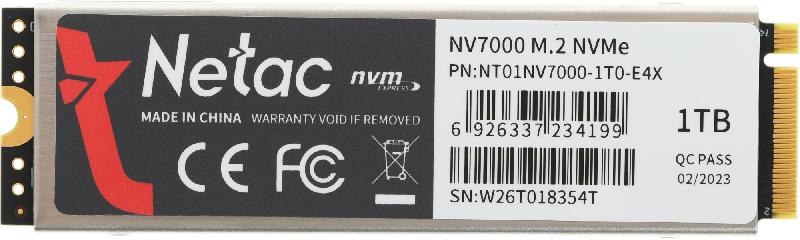 Netac
nvm
EXPRESS
MADE IN CHINA WARRANTY VOID IF REMOVED
CE FC
NV7000 M.2 NVMe
PN:NT01NV7000-1T0-E4X
6 926337 234199
1TB
QC PASS
02/2023
SN:W26T018354T
2